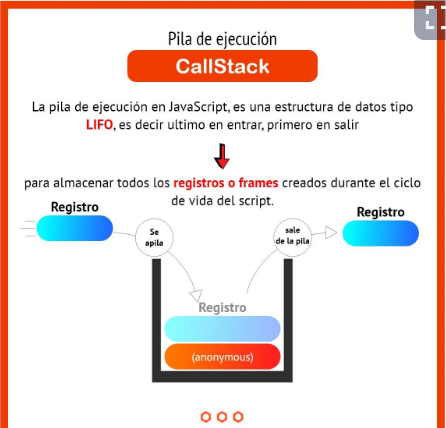 Pila de ejecución
CallStack
La pila de ejecución en JavaScript, es una estructura de datos tipo
LIFO, es decir ultimo en entrar, primero en salir
para almacenar todos los registros o frames creados durante el ciclo
de vida del script.
Registro
Se
apila
sale
de la pila
Registro
Registro
(anonymous)